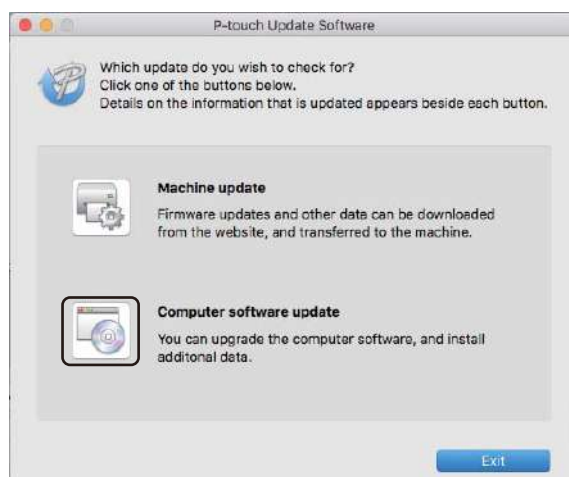 P-touch Update Software
Which update do you wish to check for?
Click one of the buttons below.
Details on the information that is updated appears beside each button.
Machine update
Firmware updates and other data can be downloaded
from the website, and transferred to the machine.
Computer software update
You can upgrade the computer software, and install
additonal data.
Exit